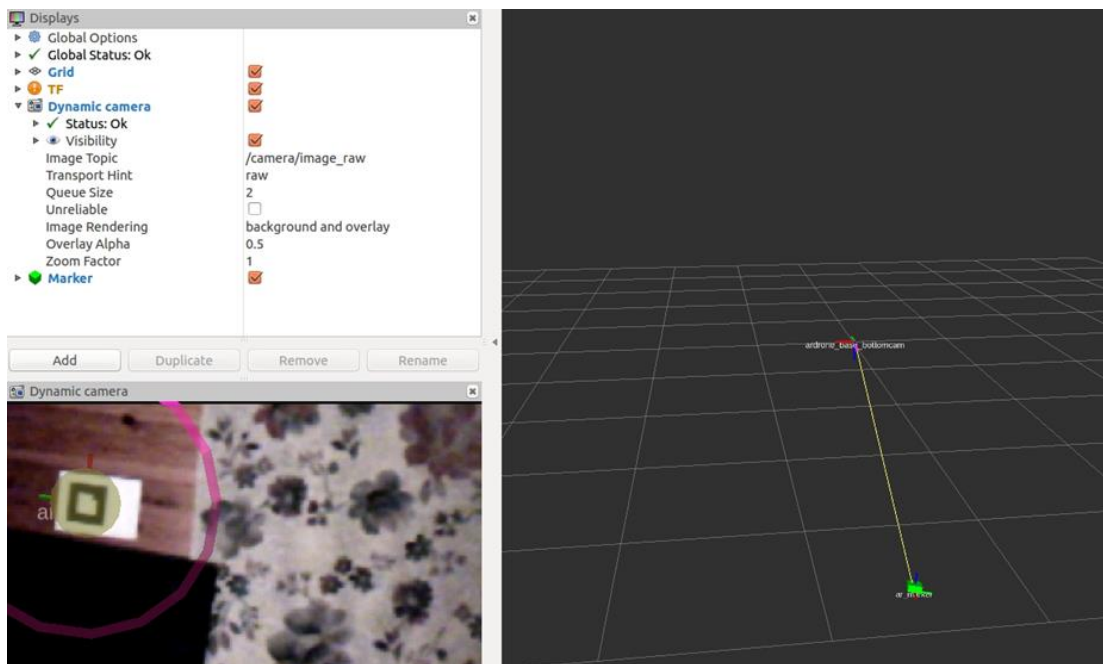 Displays
Global Options
Global Status: Ok
Grid
TF
Dynamic camera
Status: Ok
Visibility
Image Topic /camera/image_raw
Transport Hint raw
Queue Size 2
Unreliable
Image Rendering background and overlay
Overlay Alpha 0.5
Zoom Factor 1
Marker
Add Duplicate Remove Rename
Dynamic camera
ar
ardrone_base_bottomcam
ar_marker